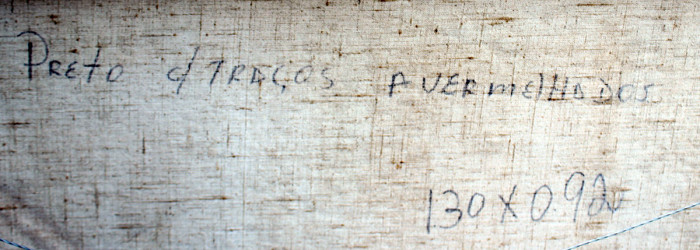 PRETO c/ TRAÇOS AVERMELHADOS
130 X 0.92